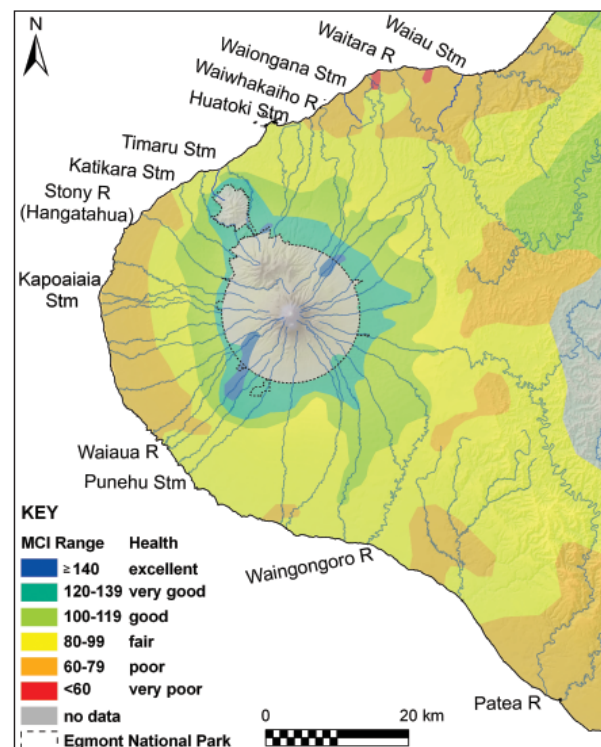 N
Waiau Stm
Waitara R
Waiongana Stm
Waiwhakaiho R
Huatoki Stm
Timaru Stm
Katikara Stm
Stony R
(Hangatahua)
Kapoaiaia
Stm
Waiaua R
Punehu Stm
Waingongoro R
Patea R
KEY
MCI Range Health
≥140 excellent
120-139 very good
100-119 good
80-99 fair
60-79 poor
<60 very poor
no data
Egmont National Park
0 20 km